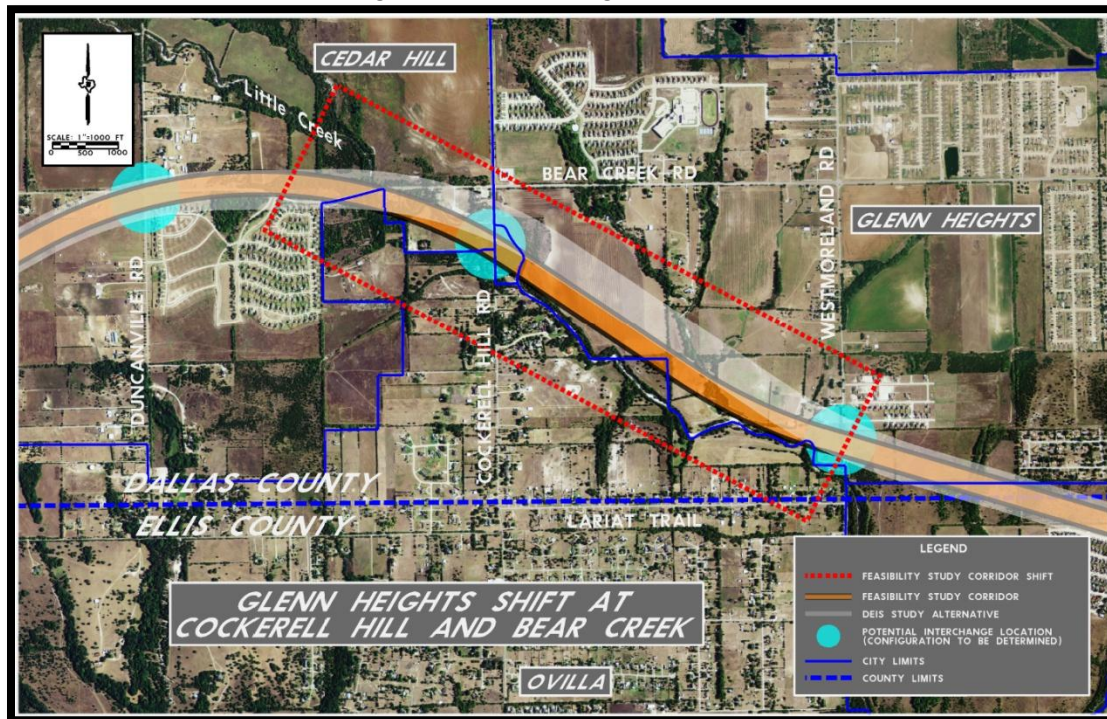 CEDAR HILL
Little Creek
SCALE: 1"=1000 FT
0 500 1000
BEAR CREEK RD
WESTMORELAND RD
GLENN HEIGHTS
DUNCANVILLE RD
COCKERELL HILL RD
DALLAS COUNTY
ELLIS COUNTY
LARIAT TRAIL
GLENN HEIGHTS SHIFT AT
COCKERELL HILL AND BEAR CREEK
OVILLA
LEGEND
FEASIBILITY STUDY CORRIDOR SHIFT
FEASIBILITY STUDY CORRIDOR
DEIS STUDY ALTERNATIVE
POTENTIAL INTERCHANGE LOCATION
(CONFIGURATION TO BE DETERMINED)
CITY LIMITS
COUNTY LIMITS